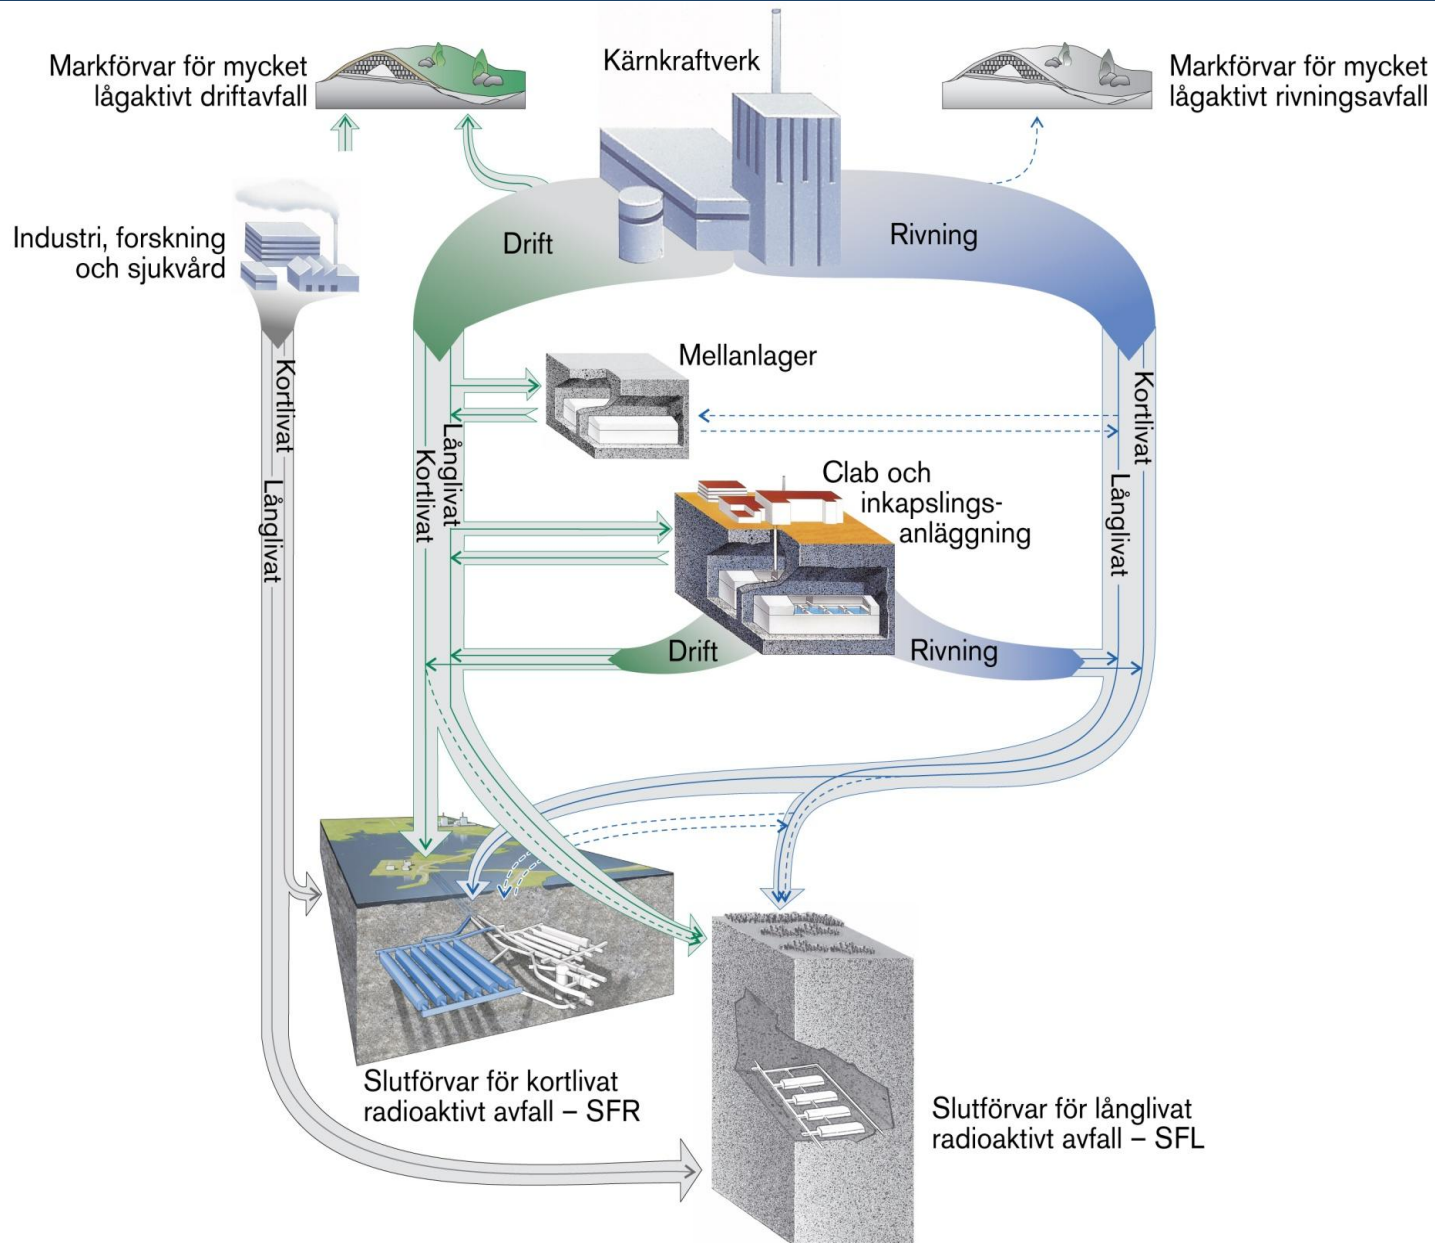 Kärnkraftverk
Markförvar för mycket
lågaktivt driftavfall
Markförvar för mycket
lågaktivt rivningsavfall
Industri, forskning
och sjukvård
Drift
Rivning
Mellanlager
Kortlivat
Långlivat
Långlivat
Kortlivat
Kortlivat
Långlivat
Clab och
inkapslings-
anläggning
Drift
Rivning
Slutförvar för kortlivat
radioaktivt avfall – SFR
Slutförvar för långlivat
radioaktivt avfall – SFL